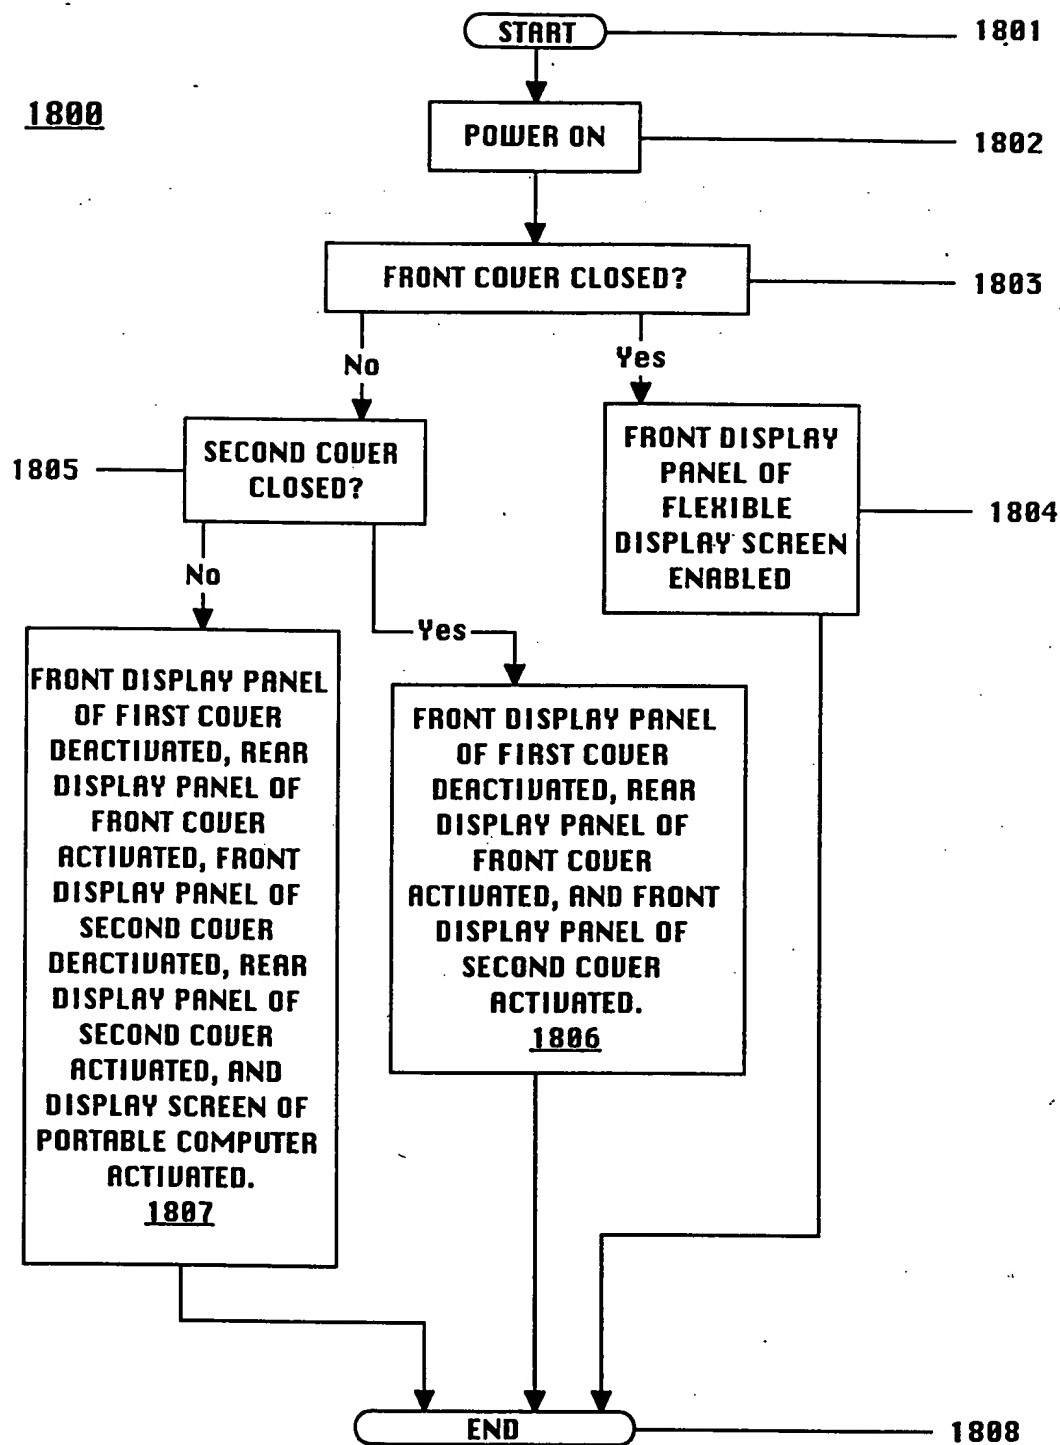 START
1801
1800
POWER ON
1802
FRONT COVER CLOSED?
1803
No
Yes
SECOND COVER
CLOSED?
1805
FRONT DISPLAY
PANEL OF
FLEXIBLE
DISPLAY SCREEN
ENABLED
1804
No
Yes
FRONT DISPLAY PANEL
OF FIRST COVER
DEACTIVATED, REAR
DISPLAY PANEL OF
FRONT COVER
ACTIVATED, FRONT
DISPLAY PANEL OF
SECOND COVER
DEACTIVATED, REAR
DISPLAY PANEL OF
SECOND COVER
ACTIVATED, AND
DISPLAY SCREEN OF
PORTABLE COMPUTER
ACTIVATED.
1807
FRONT DISPLAY PANEL
OF FIRST COVER
DEACTIVATED, REAR
DISPLAY PANEL OF
FRONT COVER
ACTIVATED, AND FRONT
DISPLAY PANEL OF
SECOND COVER
ACTIVATED.
1806
END
1808